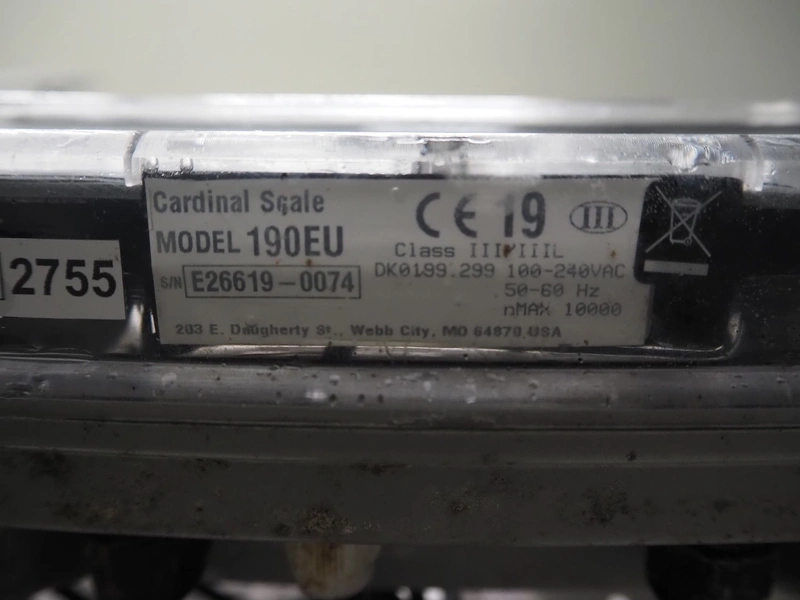 Cardinal Scale
MODEL 190EU
S/N E26619-0074
CE 19 III
Class III/IIIL
DK0199.299 100-240VAC
50-60 Hz
nMAX 10000
203 E. Daugherty St., Webb City, MO 64870 USA
2755